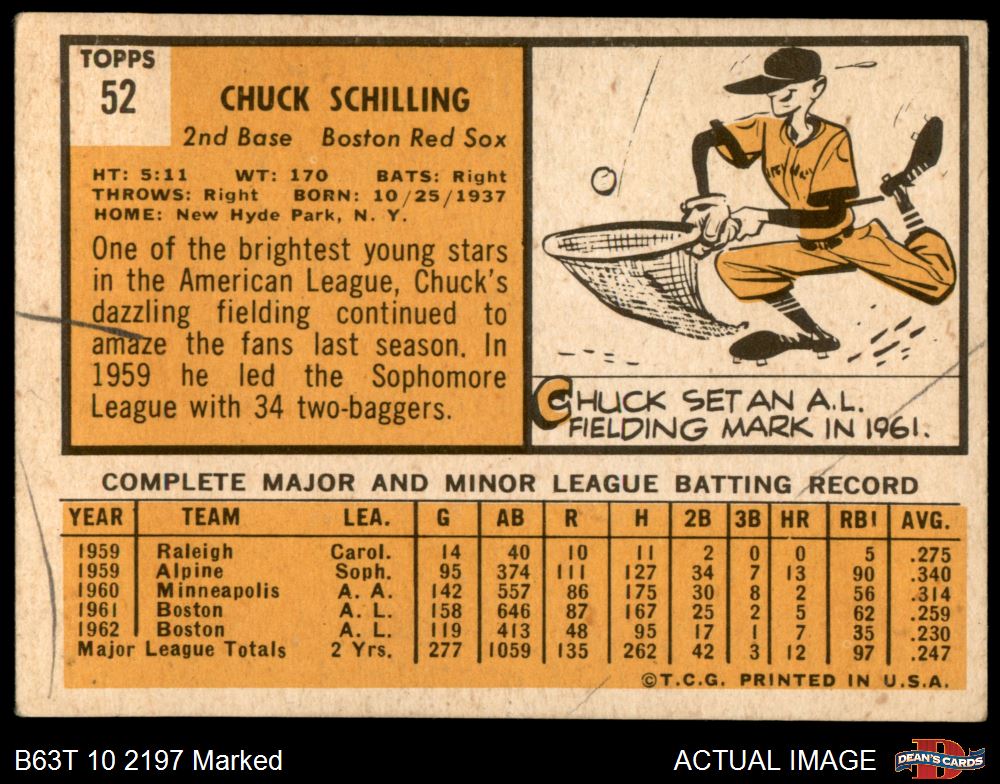 TOPPS
52
CHUCK SCHILLING
2nd Base Boston Red Sox
HT: 5:11 WT: 170 BATS: Right
THROWS: Right BORN: 10/25/1937
HOME: New Hyde Park, N. Y.
One of the brightest young stars
in the American League, Chuck's
dazzling fielding continued to
amaze the fans last season. In
1959 he led the Sophomore
League with 34 two-baggers.
CHUCK SET AN A.L.
FIELDING MARK IN 1961.
COMPLETE MAJOR AND MINOR LEAGUE BATTING RECORD
YEAR TEAM LEA. G AB R H 2B 3B HR RBI AVG.
1959 Raleigh Carol. 14 40 10 11 2 0 0 5 .275
1959 Alpine Soph. 95 374 111 127 34 7 13 90 .340
1960 Minneapolis A. A. 142 557 86 175 30 8 2 56 .314
1961 Boston A. L. 158 646 87 167 25 2 5 62 .259
1962 Boston A. L. 119 413 48 95 17 1 7 35 .230
Major League Totals 2 Yrs. 277 1059 135 262 42 3 12 97 .247
©T.C.G. PRINTED IN U.S.A.
B63T 10 2197 Marked
ACTUAL IMAGE
DEAN'S CARDS